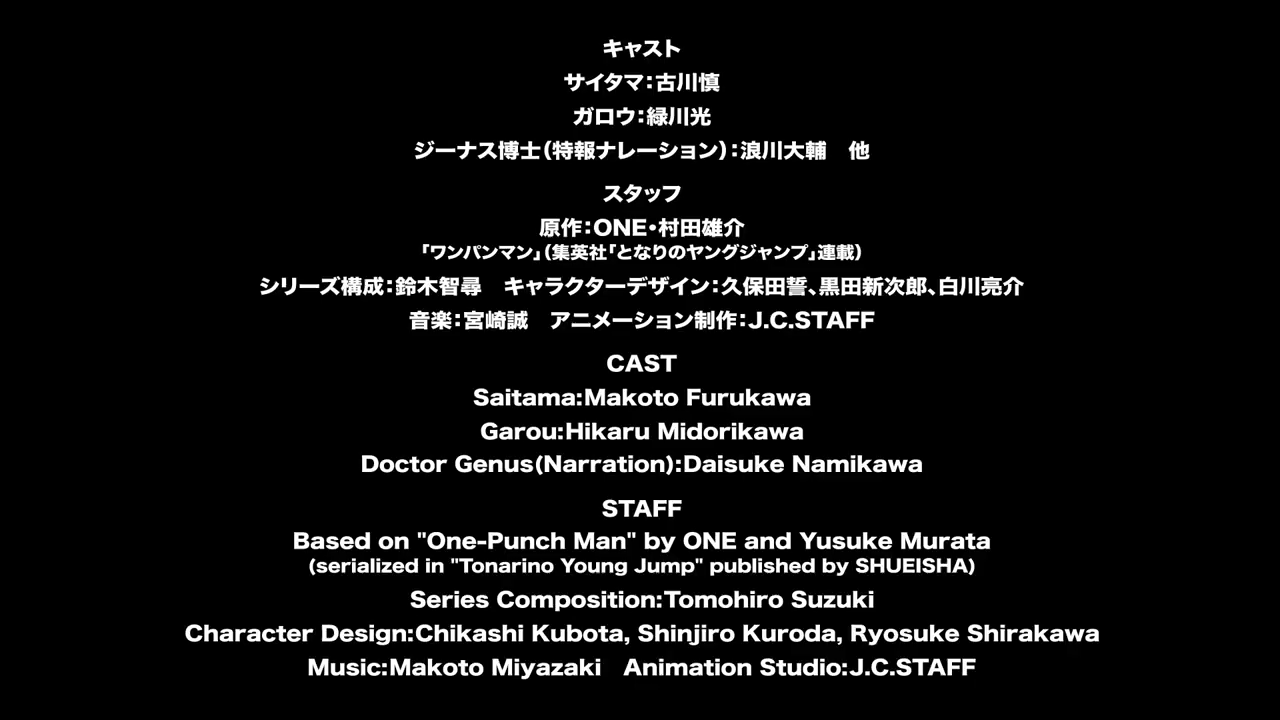 キャスト
サイタマ：古川慎
ガロウ：緑川光
ジーナス博士（特報ナレーション）：浪川大輔　他
スタッフ
原作：ONE・村田雄介
「ワンパンマン」（集英社「となりのヤングジャンプ」連載）
シリーズ構成：鈴木智尋　キャラクターデザイン：久保田誓、黒田新次郎、白川亮介
音楽：宮崎誠　アニメーション制作：J.C.STAFF
CAST
Saitama:Makoto Furukawa
Garou:Hikaru Midorikawa
Doctor Genus(Narration):Daisuke Namikawa
STAFF
Based on "One-Punch Man" by ONE and Yusuke Murata
(serialized in "Tonarino Young Jump" published by SHUEISHA)
Series Composition:Tomohiro Suzuki
Character Design:Chikashi Kubota, Shinjiro Kuroda, Ryosuke Shirakawa
Music:Makoto Miyazaki　Animation Studio:J.C.STAFF